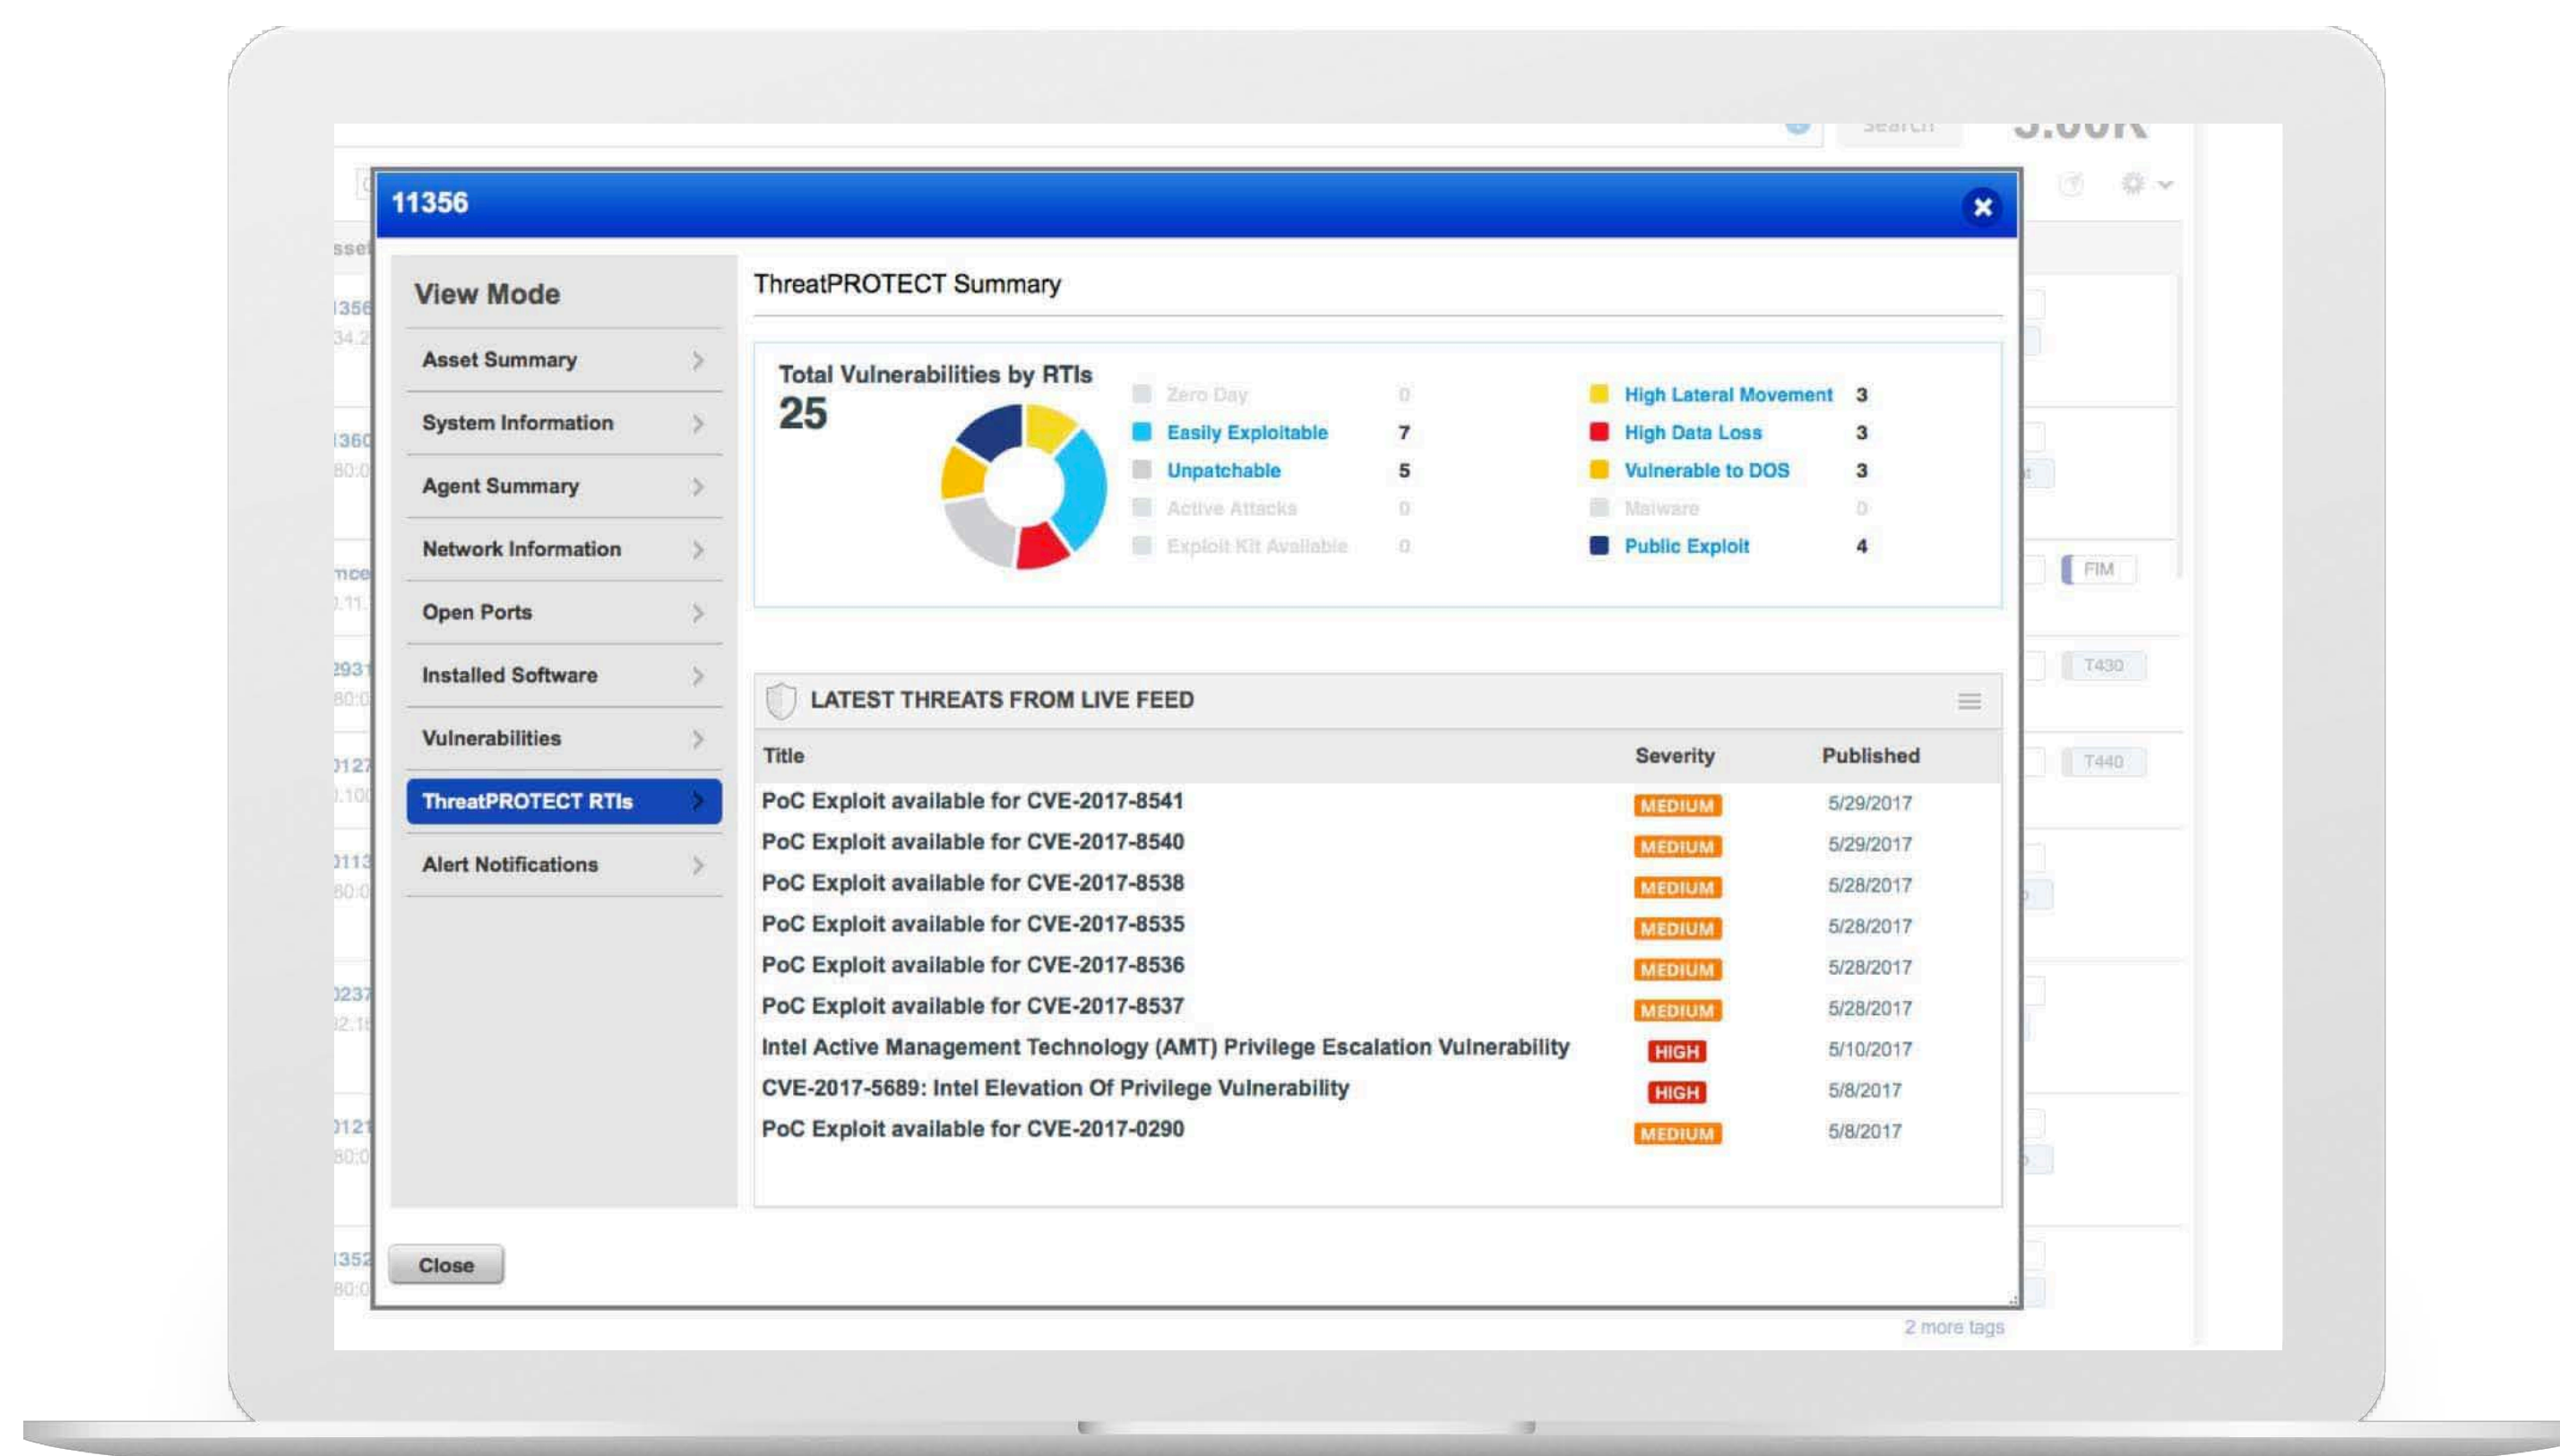 Search
11356
View Mode
Asset Summary
System Information
Agent Summary
Network Information
Open Ports
Installed Software
Vulnerabilities
ThreatPROTECT RTIs
Alert Notifications
Close
ThreatPROTECT Summary
Total Vulnerabilities by RTIs
25
Zero Day 0
Easily Exploitable 7
Unpatchable 5
Active Attacks 0
Exploit Kit Available 0
High Lateral Movement 3
High Data Loss 3
Vulnerable to DOS 3
Malware 0
Public Exploit 4
LATEST THREATS FROM LIVE FEED
Title Severity Published
PoC Exploit available for CVE-2017-8541 MEDIUM 5/29/2017
PoC Exploit available for CVE-2017-8540 MEDIUM 5/29/2017
PoC Exploit available for CVE-2017-8538 MEDIUM 5/28/2017
PoC Exploit available for CVE-2017-8535 MEDIUM 5/28/2017
PoC Exploit available for CVE-2017-8536 MEDIUM 5/28/2017
PoC Exploit available for CVE-2017-8537 MEDIUM 5/28/2017
Intel Active Management Technology (AMT) Privilege Escalation Vulnerability HIGH 5/10/2017
CVE-2017-5689: Intel Elevation Of Privilege Vulnerability HIGH 5/8/2017
PoC Exploit available for CVE-2017-0290 MEDIUM 5/8/2017
FIM
T430
T440
2 more tags